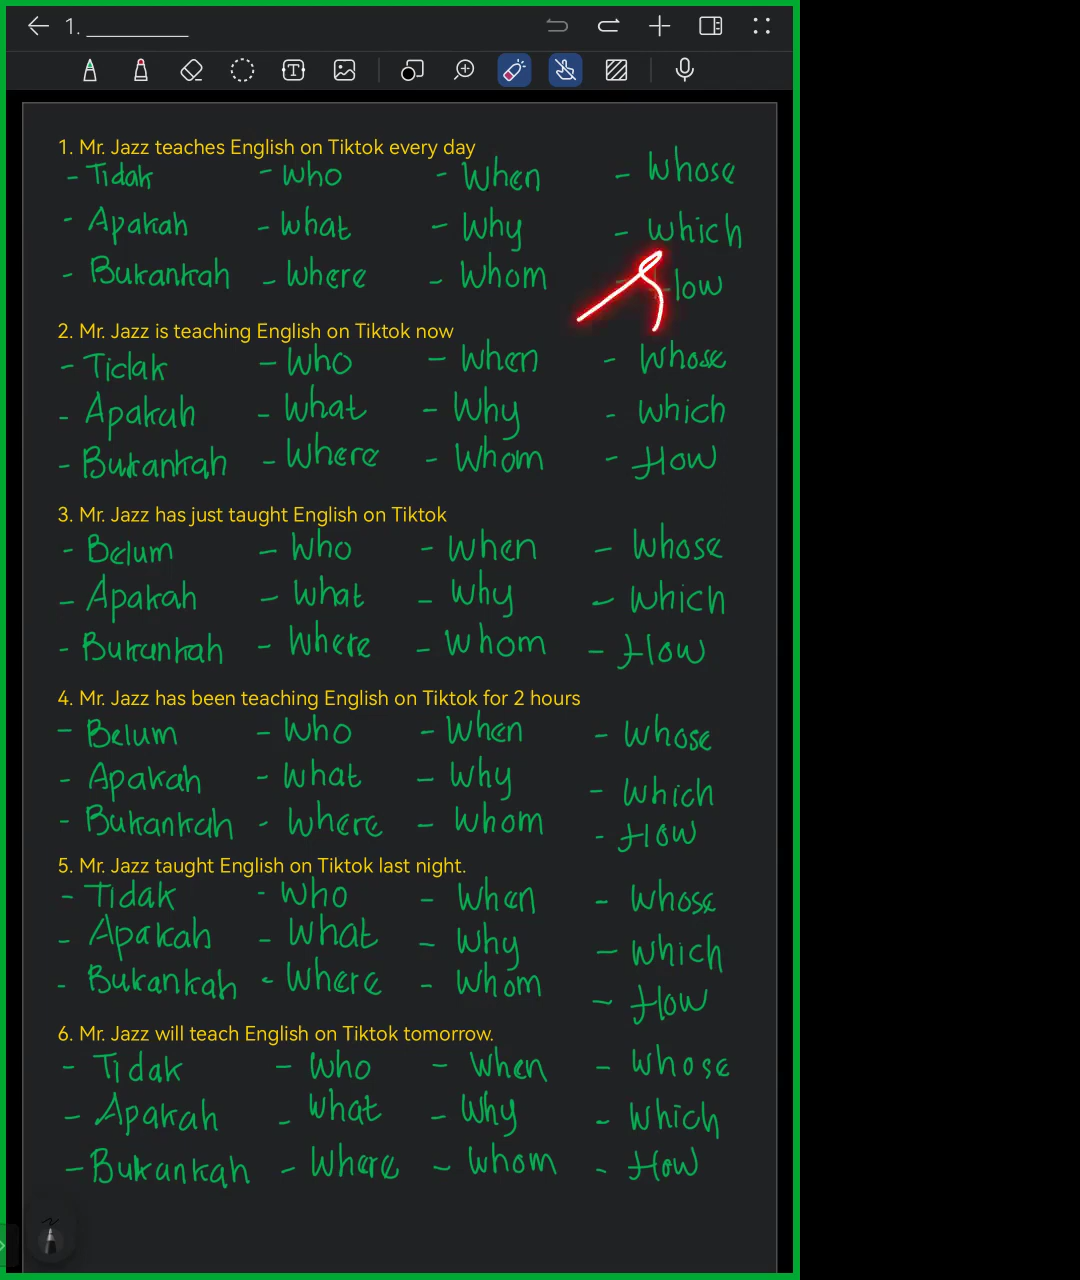 1. __________
1. Mr. Jazz teaches English on Tiktok every day
- Tidak - Who - When - Whose
- Apakah - What - Why - Which
- Bukankah - Where - Whom - How
2. Mr. Jazz is teaching English on Tiktok now
- Tidak - Who - When - Whose
- Apakah - What - Why - Which
- Bukankah - Where - Whom - How
3. Mr. Jazz has just taught English on Tiktok
- Belum - Who - When - Whose
- Apakah - What - Why - Which
- Bukankah - Where - Whom - How
4. Mr. Jazz has been teaching English on Tiktok for 2 hours
- Belum - Who - When - Whose
- Apakah - What - Why - Which
- Bukankah - Where - Whom - How
5. Mr. Jazz taught English on Tiktok last night.
- Tidak - Who - When - Whose
- Apakah - What - Why - Which
- Bukankah - Where - Whom - How
6. Mr. Jazz will teach English on Tiktok tomorrow.
- Tidak - Who - When - Whose
- Apakah - What - Why - Which
- Bukankah - Where - Whom - How